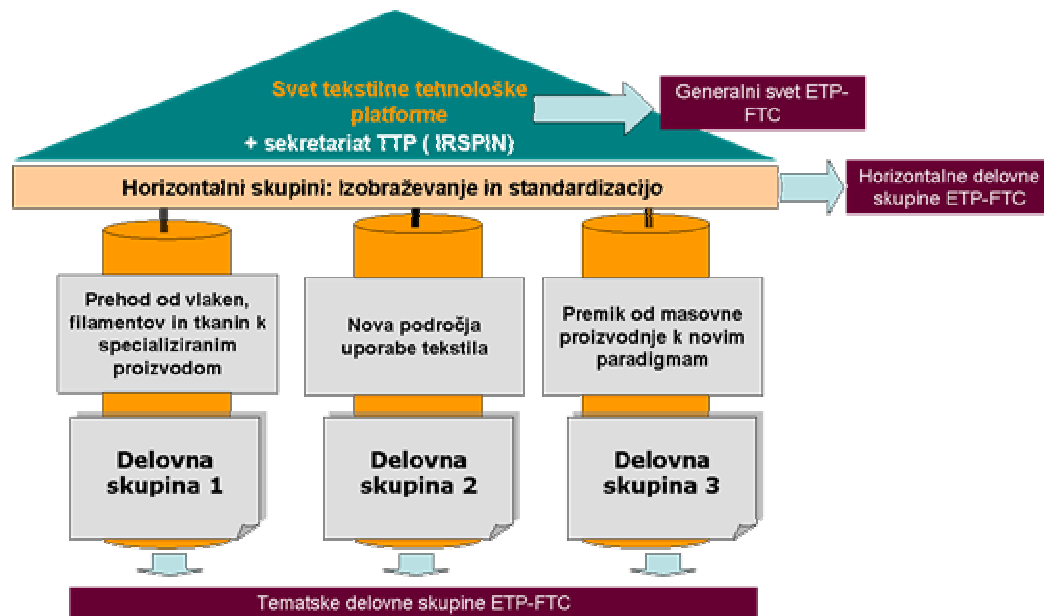 Svet tekstilne tehnološke
platforme
+ sekretariat TTP ( IRSPIN)
Generalni svet ETP-
FTC
Horizontalni skupini: Izobraževanje in standardizacijo
Horizontalne delovne
skupine ETP-FTC
Prehod od vlaken,
filamentov in tkanin k
specializiranim
proizvodom
Nova področja
uporabe tekstila
Premik od masovne
proizvodnje k novim
paradigmam
Delovna
skupina 1
Delovna
skupina 2
Delovna
skupina 3
Tematske delovne skupine ETP-FTC